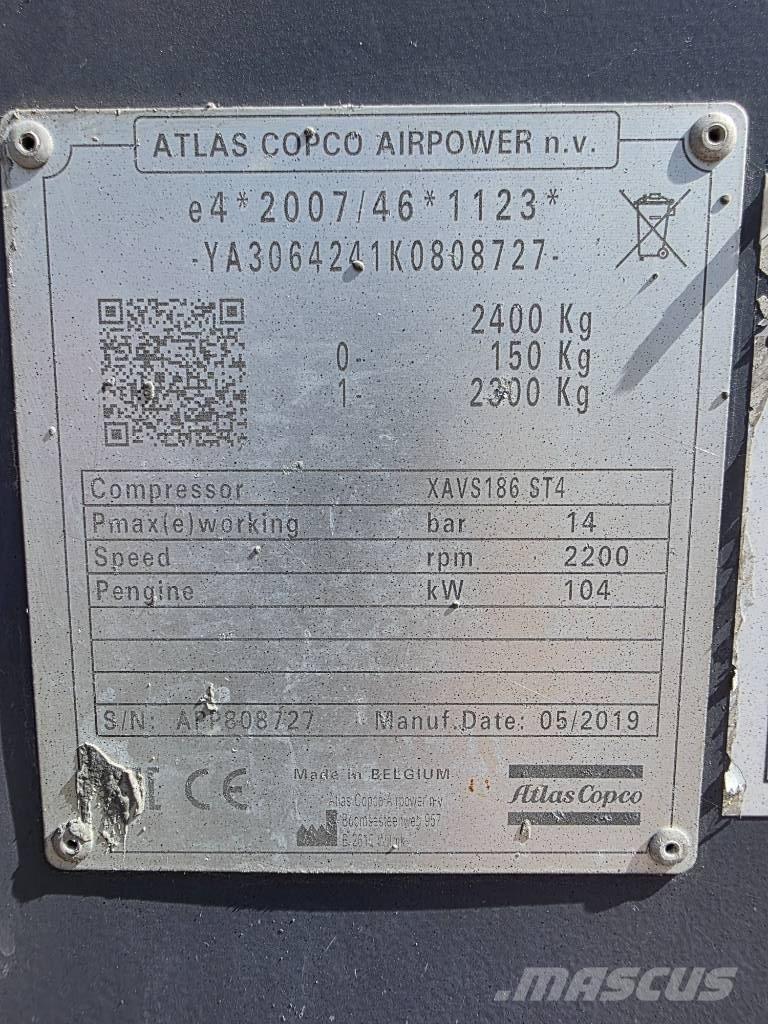 ATLAS COPCO AIRPOWER n.v.
e4*2007/46*1123*
-YA3064241K0808727-
2400 Kg
0- 150 Kg
1- 2300 Kg
Compressor XAVS186 ST4
Pmax(e)working bar 14
Speed rpm 2200
Pengine kW 104
S/N: APP808727 Manuf.Date: 05/2019
CE Made in BELGIUM
Atlas Copco Airpower n.v
Boomsesteenweg 957
Atlas Copco
MASCUS